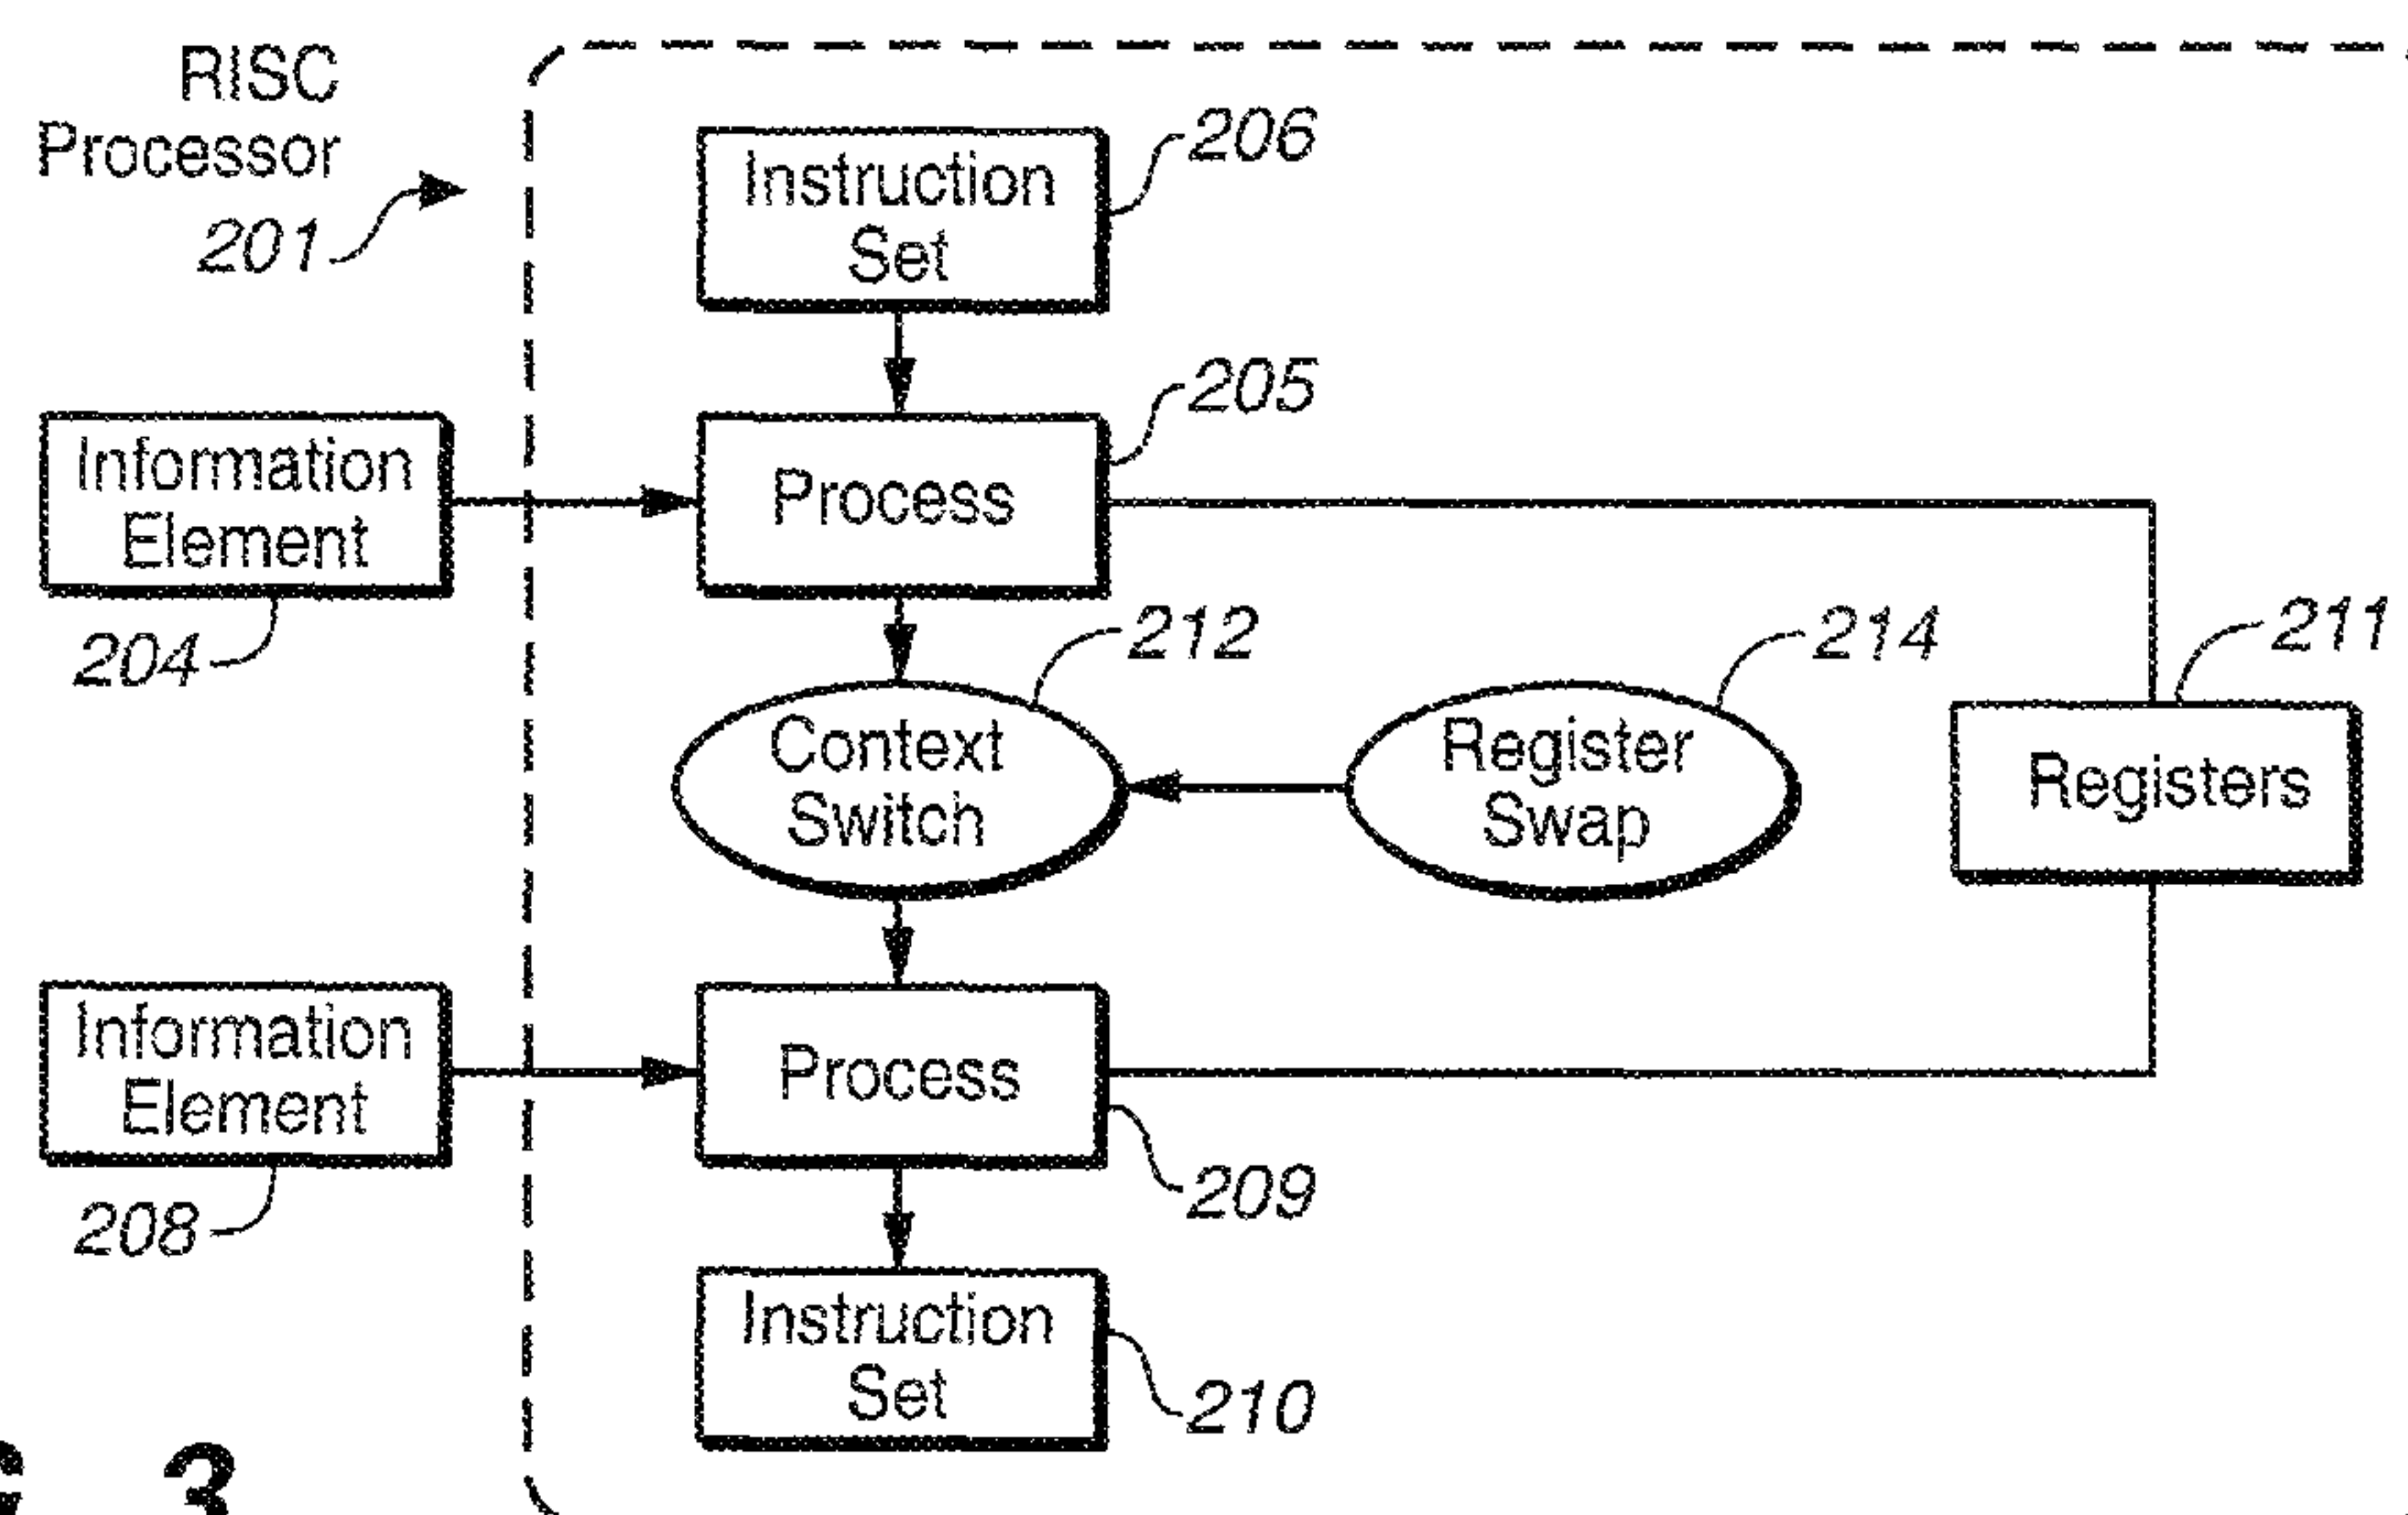 RISC
Processor
201
Instruction
Set
206
205
Information
Element
204
Process
212
214
211
Context
Switch
Register
Swap
Registers
Information
Element
208
Process
209
Instruction
Set
210
3